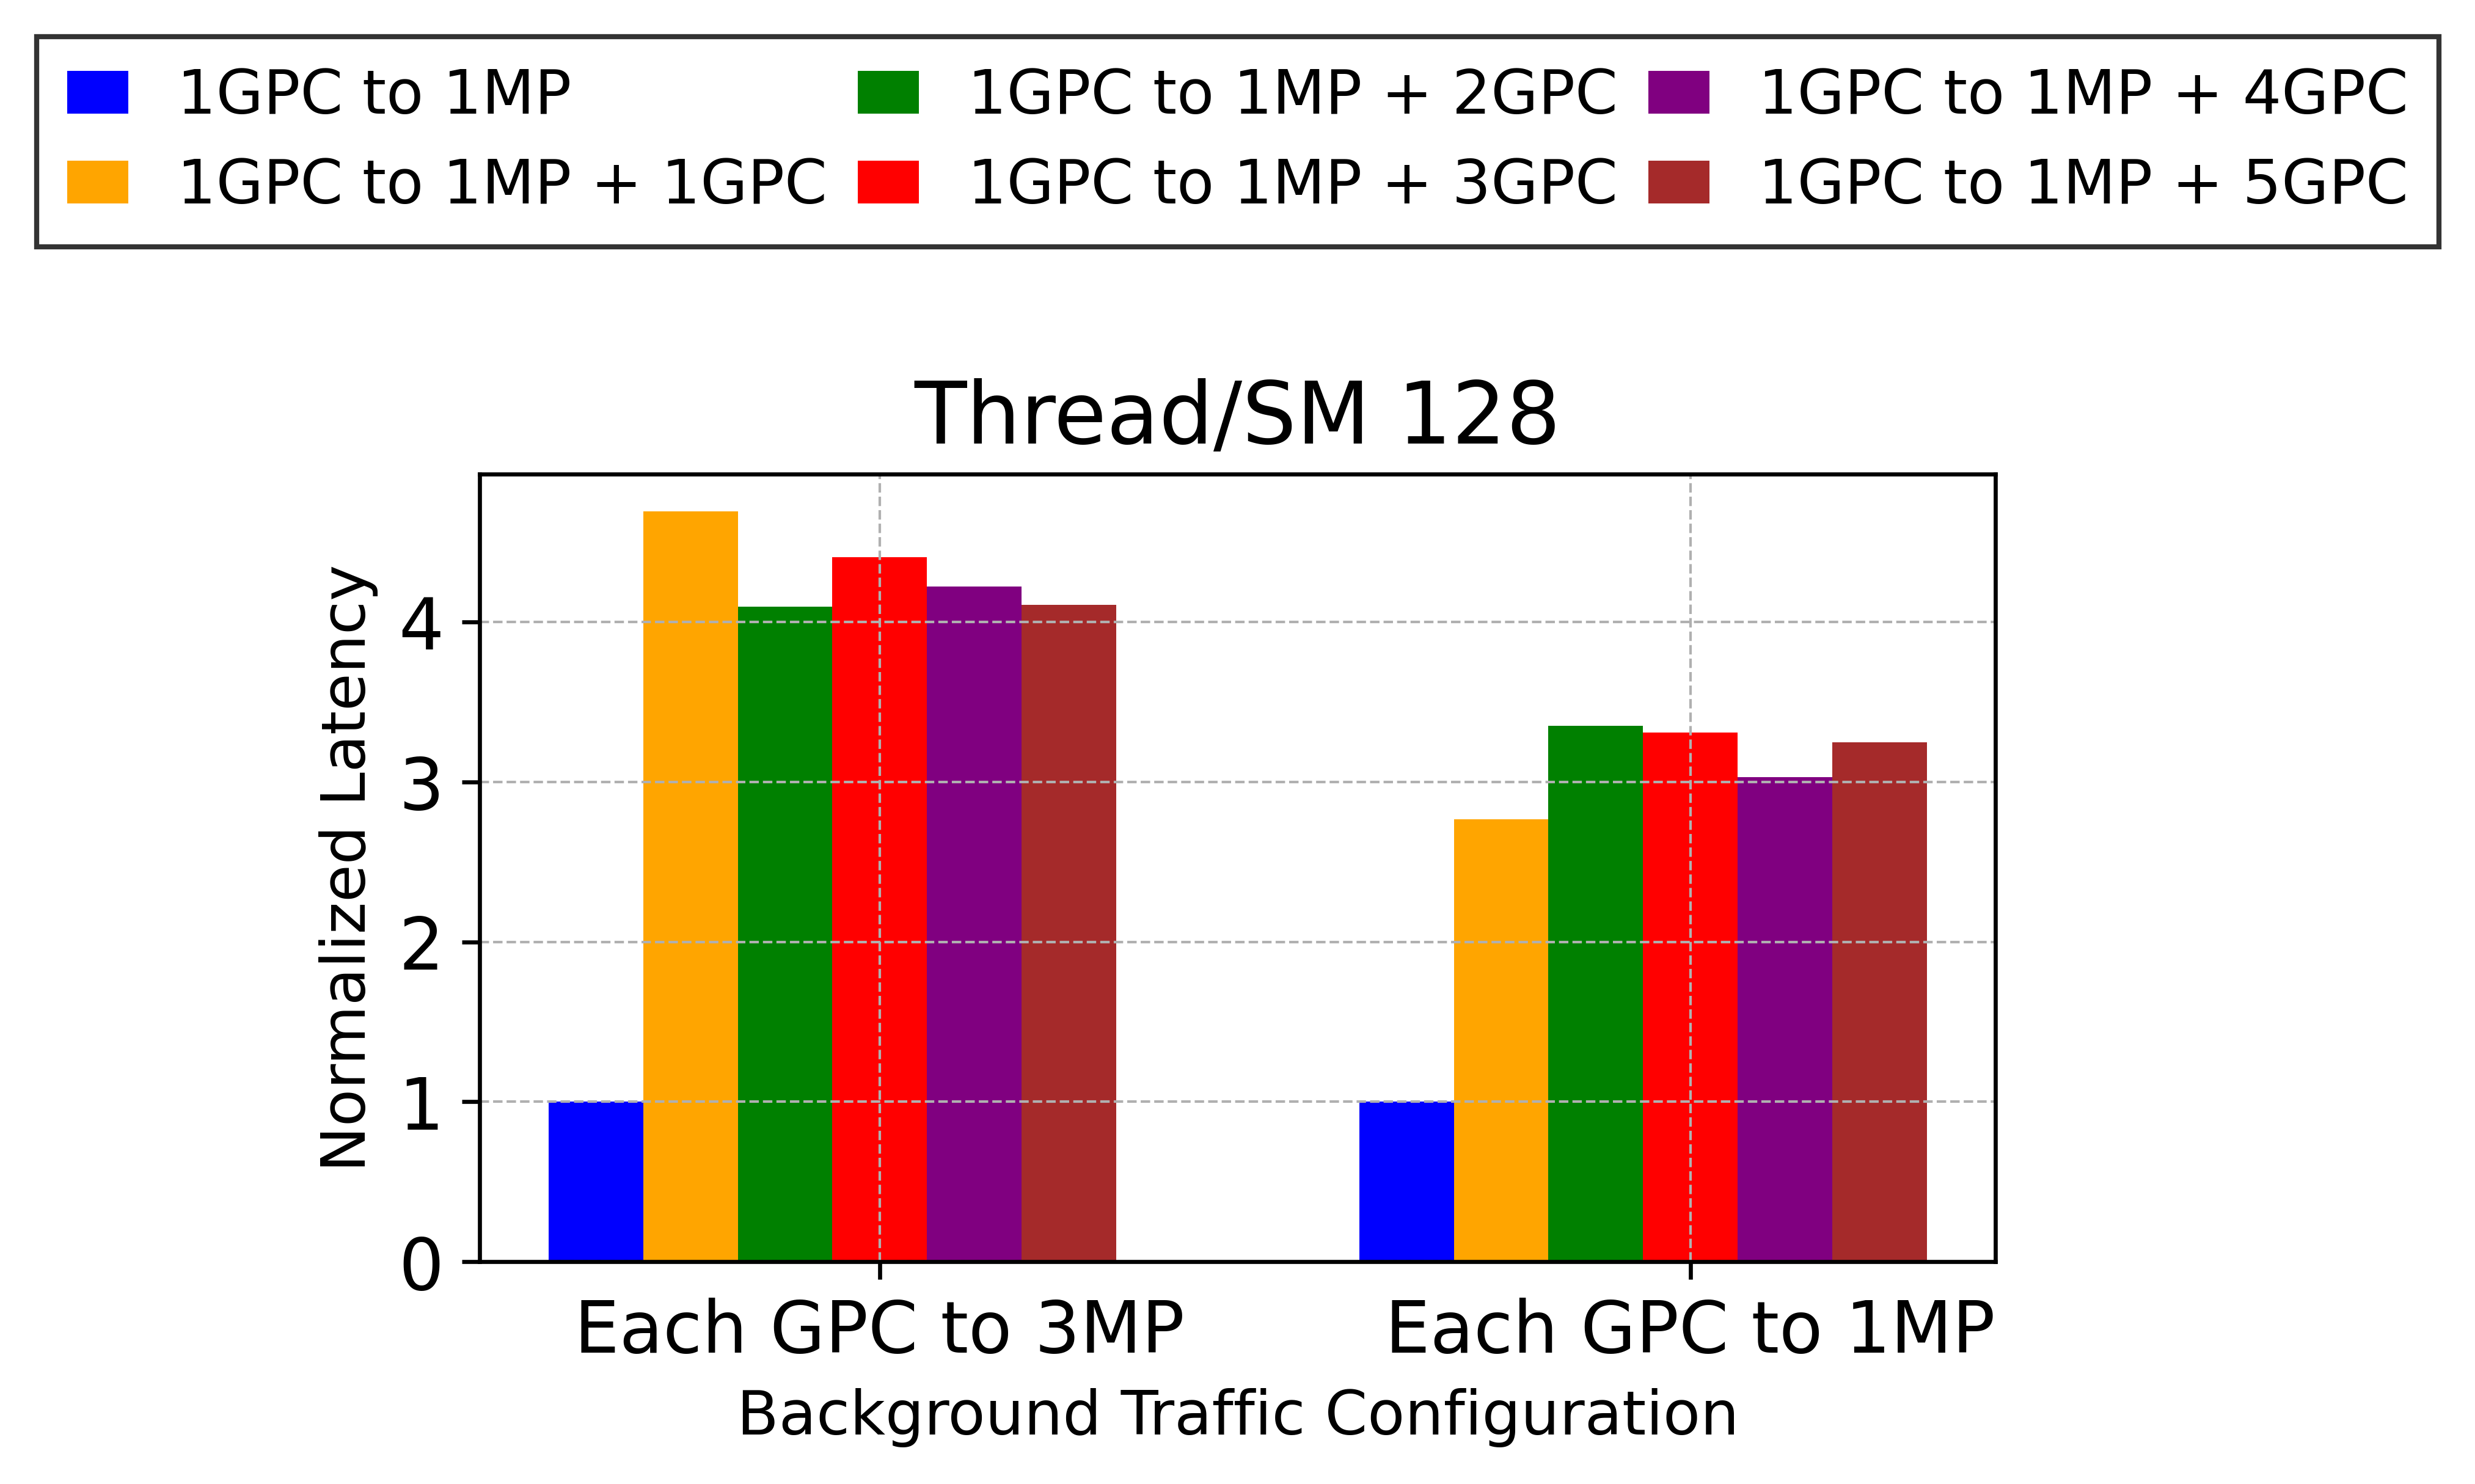 1GPC to 1MP
1GPC to 1MP + 1GPC
1GPC to 1MP + 2GPC
1GPC to 1MP + 3GPC
1GPC to 1MP + 4GPC
1GPC to 1MP + 5GPC
Thread/SM 128
Normalized Latency
4
3
2
1
0
Each GPC to 3MP
Each GPC to 1MP
Background Traffic Configuration